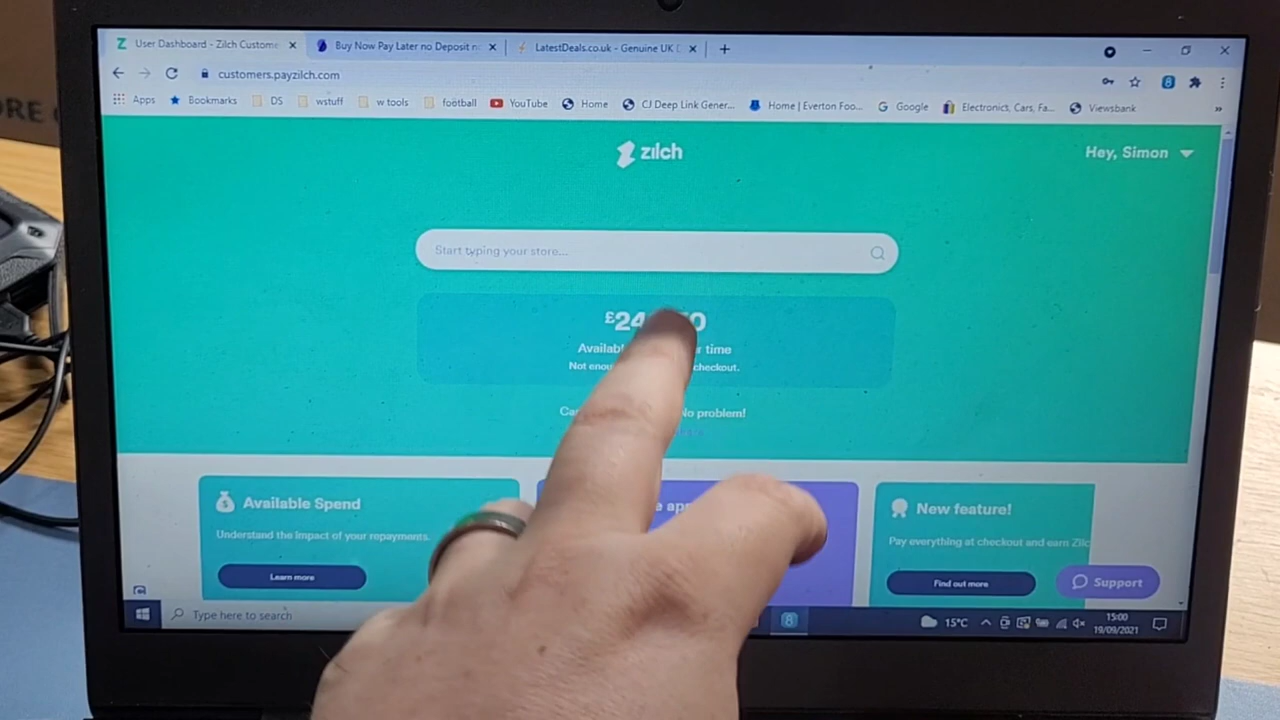 User Dashboard - Zilch Custome
Buy Now Pay Later no Deposit n
LatestDeals.co.uk - Genuine UK
customers.payzilch.com
Apps Bookmarks DS wstuff w tools football YouTube Home CJ Deep Link Gener... Home | Everton Foo... Google Electronics, Cars, Fa... Viewsbank »
zilch
Hey, Simon
Start typing your store...
£24
Availabl time
Not enou checkout.
No problem!
Available Spend
Understand the impact of your repayments.
Learn more
New feature!
Pay everything at checkout and earn Zilc
Find out more
Support
Type here to search
15°C
15:00
19/09/2021